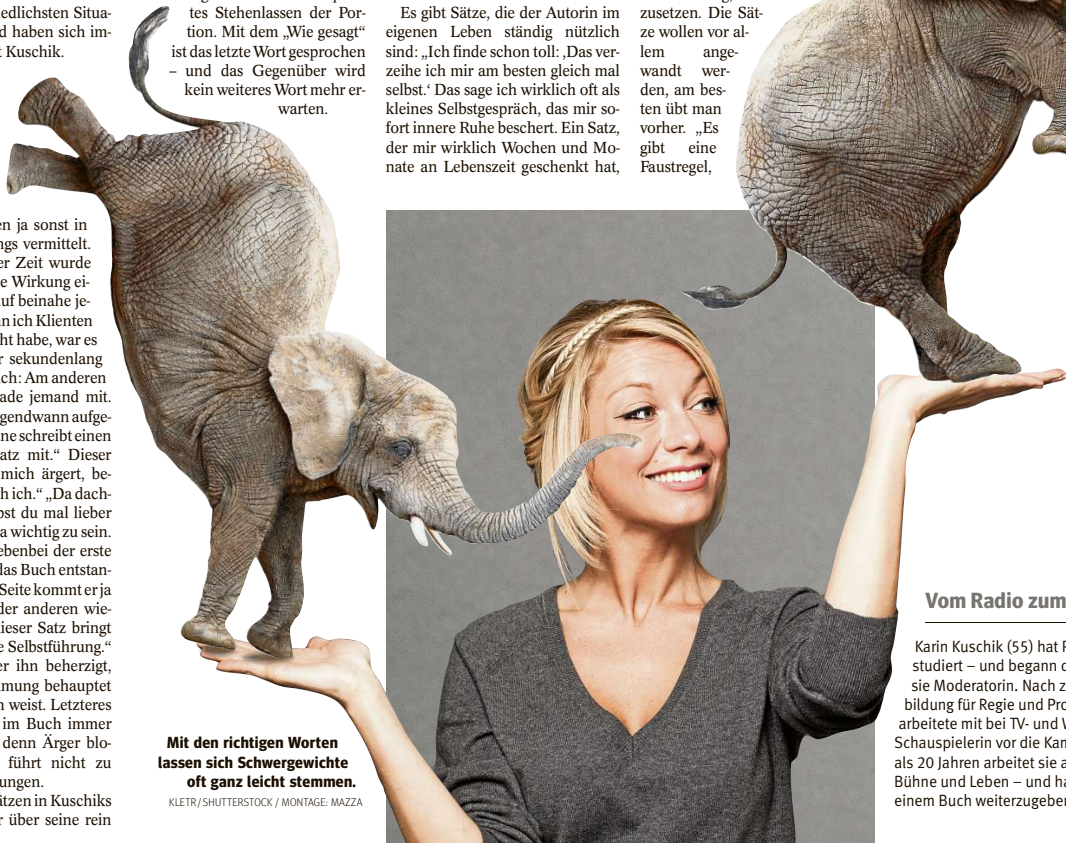 edlichsten Situa-
d haben sich im-
t Kuschik.
en ja sonst in
ngs vermittelt.
er Zeit wurde
e Wirkung ei-
uf beinahe je-
nn ich Klienten
ht habe, war es
r sekundenlang
ich: Am anderen
ade jemand mit.
gendwann aufge-
ne schreibt einen
atz mit.“ Dieser
mich ärgert, be-
h ich.“ „Da dach-
bst du mal lieber
a wichtig zu sein.
ebenbei der erste
das Buch entstan-
Seite kommt er ja
der anderen wie-
ieser Satz bringt
e Selbstführung.“
er ihn beherzigt,
mung behauptet
n weist. Letzteres
im Buch immer
denn Ärger blo-
führt nicht zu
ungen.
ätzen in Kuschiks
r über seine rein
tes Stehenlassen der Por-
tion. Mit dem „Wie gesagt“
ist das letzte Wort gesprochen
– und das Gegenüber wird
kein weiteres Wort mehr er-
warten.
Es gibt Sätze, die der Autorin im
eigenen Leben ständig nützlich
sind: „Ich finde schon toll: ‚Das ver-
zeihe ich mir am besten gleich mal
selbst.‘ Das sage ich wirklich oft als
kleines Selbstgespräch, das mir so-
fort innere Ruhe beschert. Ein Satz,
der mir wirklich Wochen und Mo-
nate an Lebenszeit geschenkt hat,
zusetzen. Die Sät-
ze wollen vor al-
lem ange-
wandt wer-
den, am bes-
ten übt man
vorher. „Es
gibt eine
Faustregel,
Mit den richtigen Worten
lassen sich Schwergewichte
oft ganz leicht stemmen.
KLETR/SHUTTERSTOCK / MONTAGE: MAZZA
Vom Radio zum
Karin Kuschik (55) hat
studiert – und begann
sie Moderatorin. Nach z
bildung für Regie und Pro
arbeitete mit bei TV- und W
Schauspielerin vor die Kan
als 20 Jahren arbeitet sie a
Bühne und Leben – und ha
einem Buch weiterzugeben